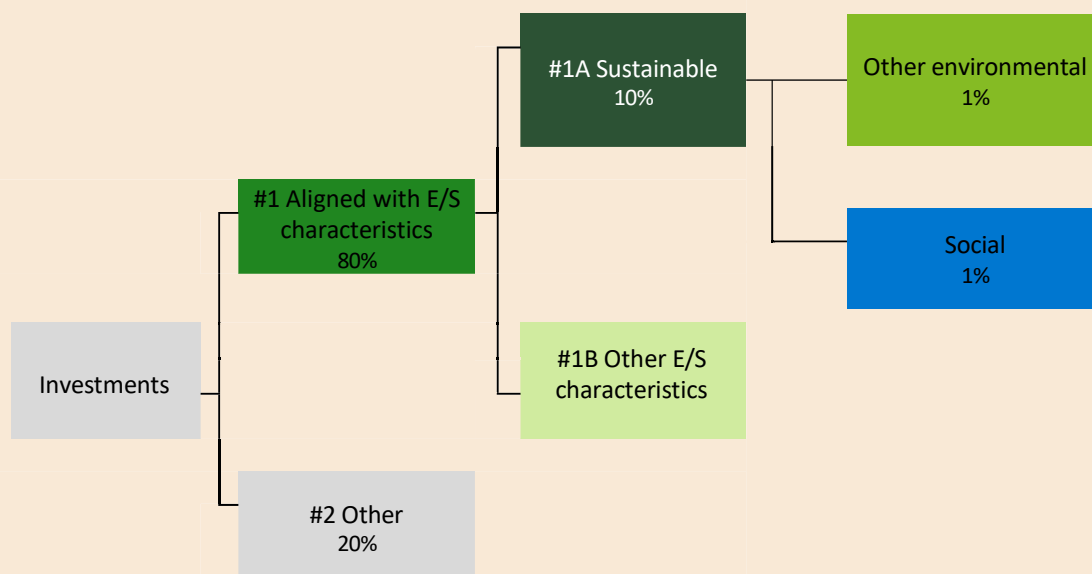 #1A Sustainable
10%
Other environmental
1%
#1 Aligned with E/S
characteristics
80%
Social
1%
Investments
#1B Other E/S
characteristics
#2 Other
20%